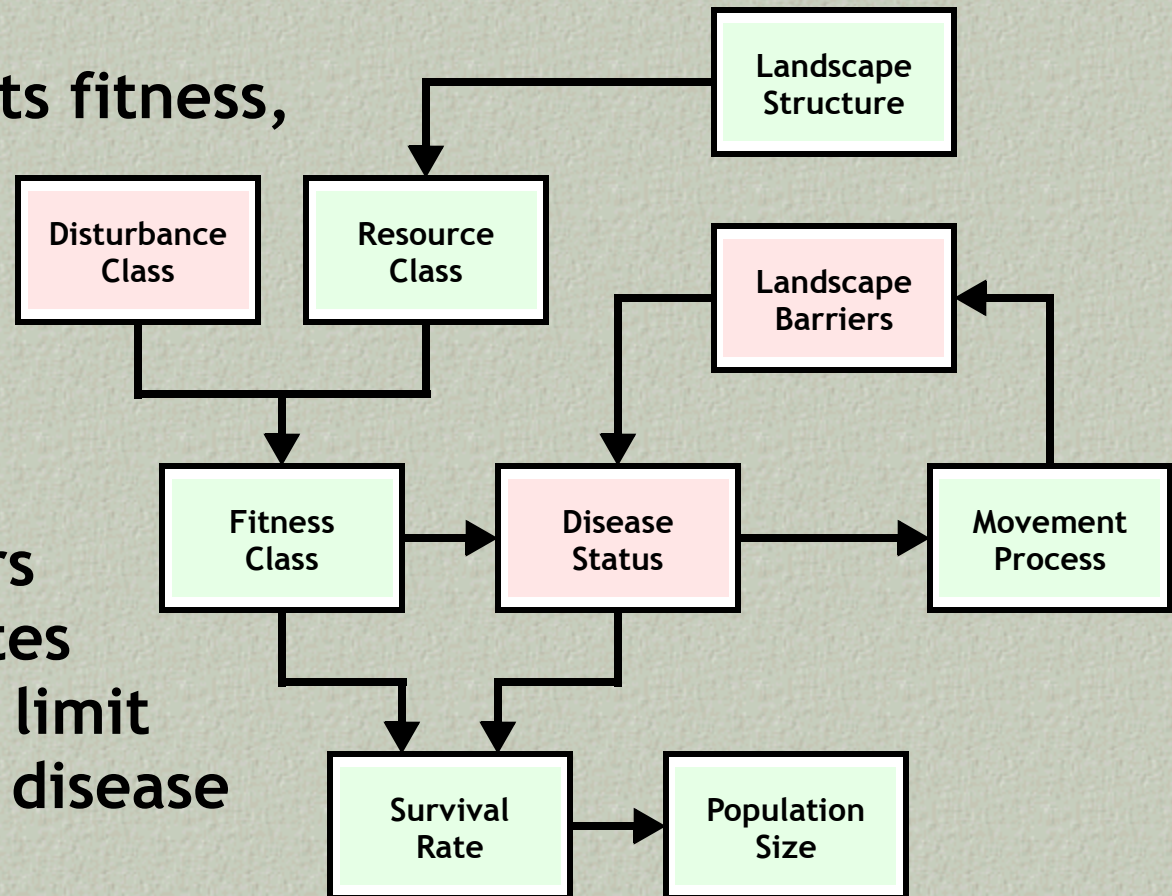 ts fitness,
Landscape
Structure
Disturbance
Class
Resource
Class
Landscape
Barriers
Fitness
Class
Disease
Status
Movement
Process
rs
tes
limit
disease
Survival
Rate
Population
Size